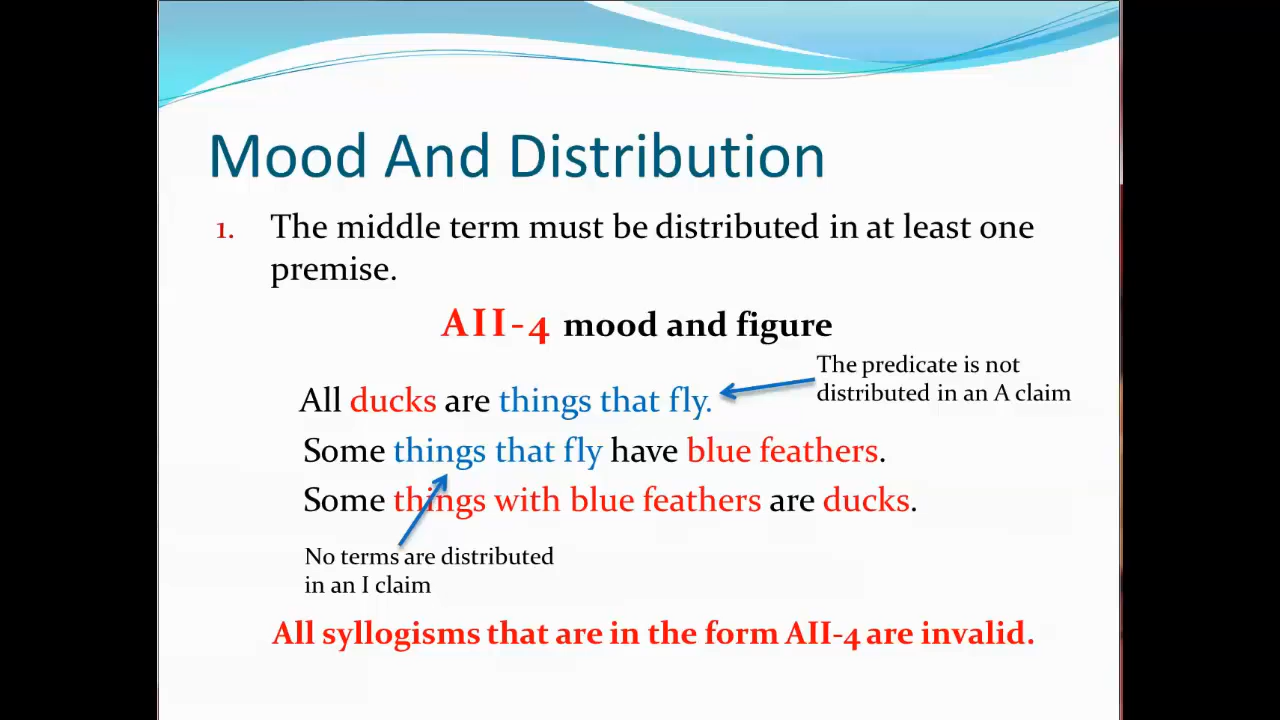 Mood And Distribution
1. The middle term must be distributed in at least one
premise.
AII-4 mood and figure
The predicate is not
distributed in an A claim
All ducks are things that fly.
Some things that fly have blue feathers.
Some things with blue feathers are ducks.
No terms are distributed
in an I claim
All syllogisms that are in the form AII-4 are invalid.